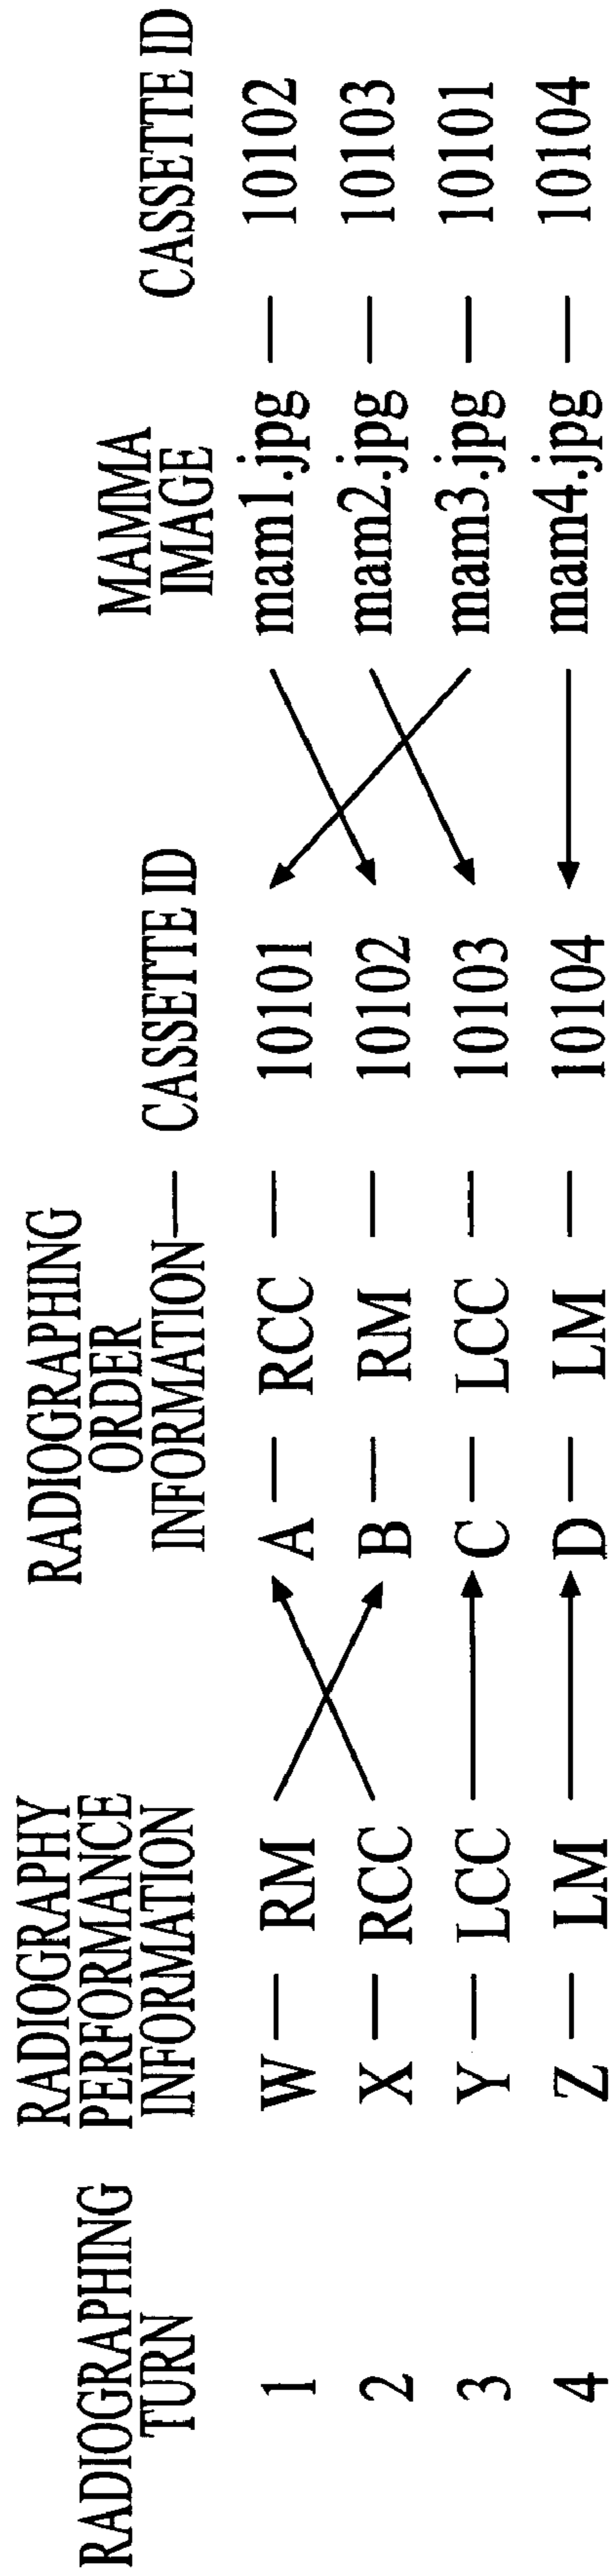 RADIOGRAPHING
TURN
RADIOGRAPHY
PERFORMANCE
INFORMATION
RADIOGRAPHING
ORDER
INFORMATION — CASSETTE ID
MAMMA
IMAGE
CASSETTE ID
1 W — RM A — RCC — 10101 mam1.jpg — 10102
2 X — RCC B — RM — 10102 mam2.jpg — 10103
3 Y — LCC C — LCC — 10103 mam3.jpg — 10101
4 Z — LM D — LM — 10104 mam4.jpg — 10104